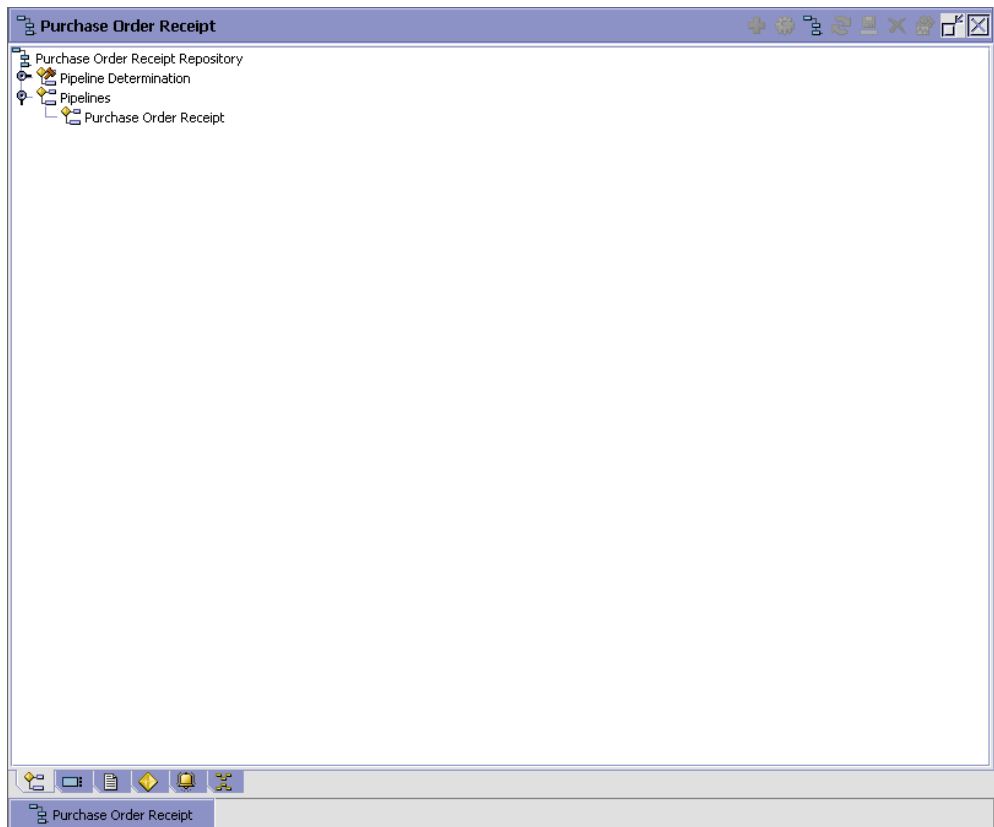 Purchase Order Receipt
Purchase Order Receipt Repository
Pipeline Determination
Pipelines
Purchase Order Receipt
Purchase Order Receipt